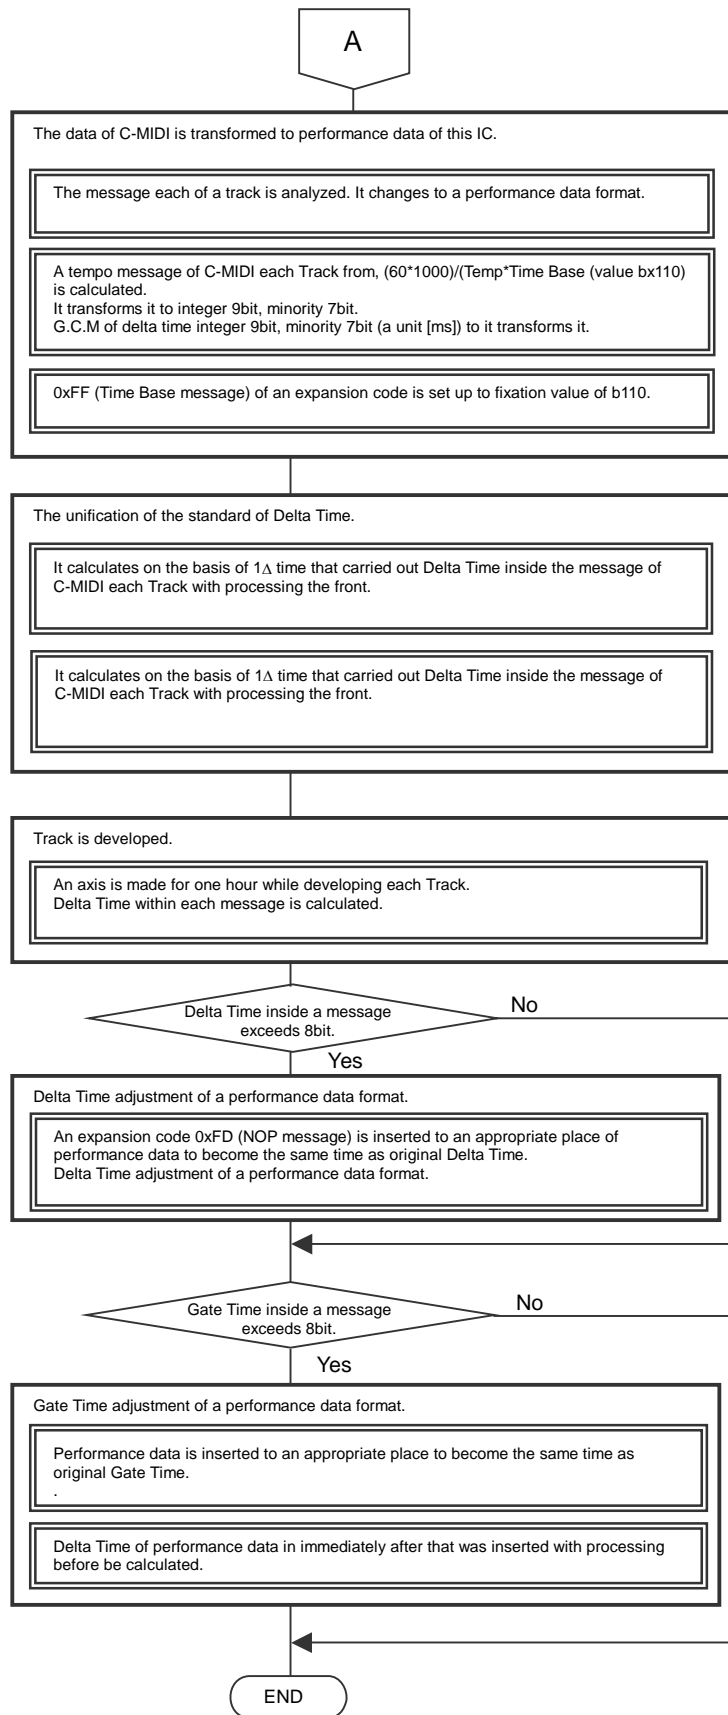 A
The data of C-MIDI is transformed to performance data of this IC.
The message each of a track is analyzed. It changes to a performance data format.
A tempo message of C-MIDI each Track from, (60*1000)/(Temp*Time Base (value bx110)
is calculated.
It transforms it to integer 9bit, minority 7bit.
G.C.M of delta time integer 9bit, minority 7bit (a unit [ms]) to it transforms it.
0xFF (Time Base message) of an expansion code is set up to fixation value of b110.
The unification of the standard of Delta Time.
It calculates on the basis of 1Δ time that carried out Delta Time inside the message of
C-MIDI each Track with processing the front.
It calculates on the basis of 1Δ time that carried out Delta Time inside the message of
C-MIDI each Track with processing the front.
Track is developed.
An axis is made for one hour while developing each Track.
Delta Time within each message is calculated.
Delta Time inside a message
exceeds 8bit.
No
Yes
Delta Time adjustment of a performance data format.
An expansion code 0xFD (NOP message) is inserted to an appropriate place of
performance data to become the same time as original Delta Time.
Delta Time adjustment of a performance data format.
Gate Time inside a message
exceeds 8bit.
No
Yes
Gate Time adjustment of a performance data format.
Performance data is inserted to an appropriate place to become the same time as
original Gate Time.
.
Delta Time of performance data in immediately after that was inserted with processing
before be calculated.
END